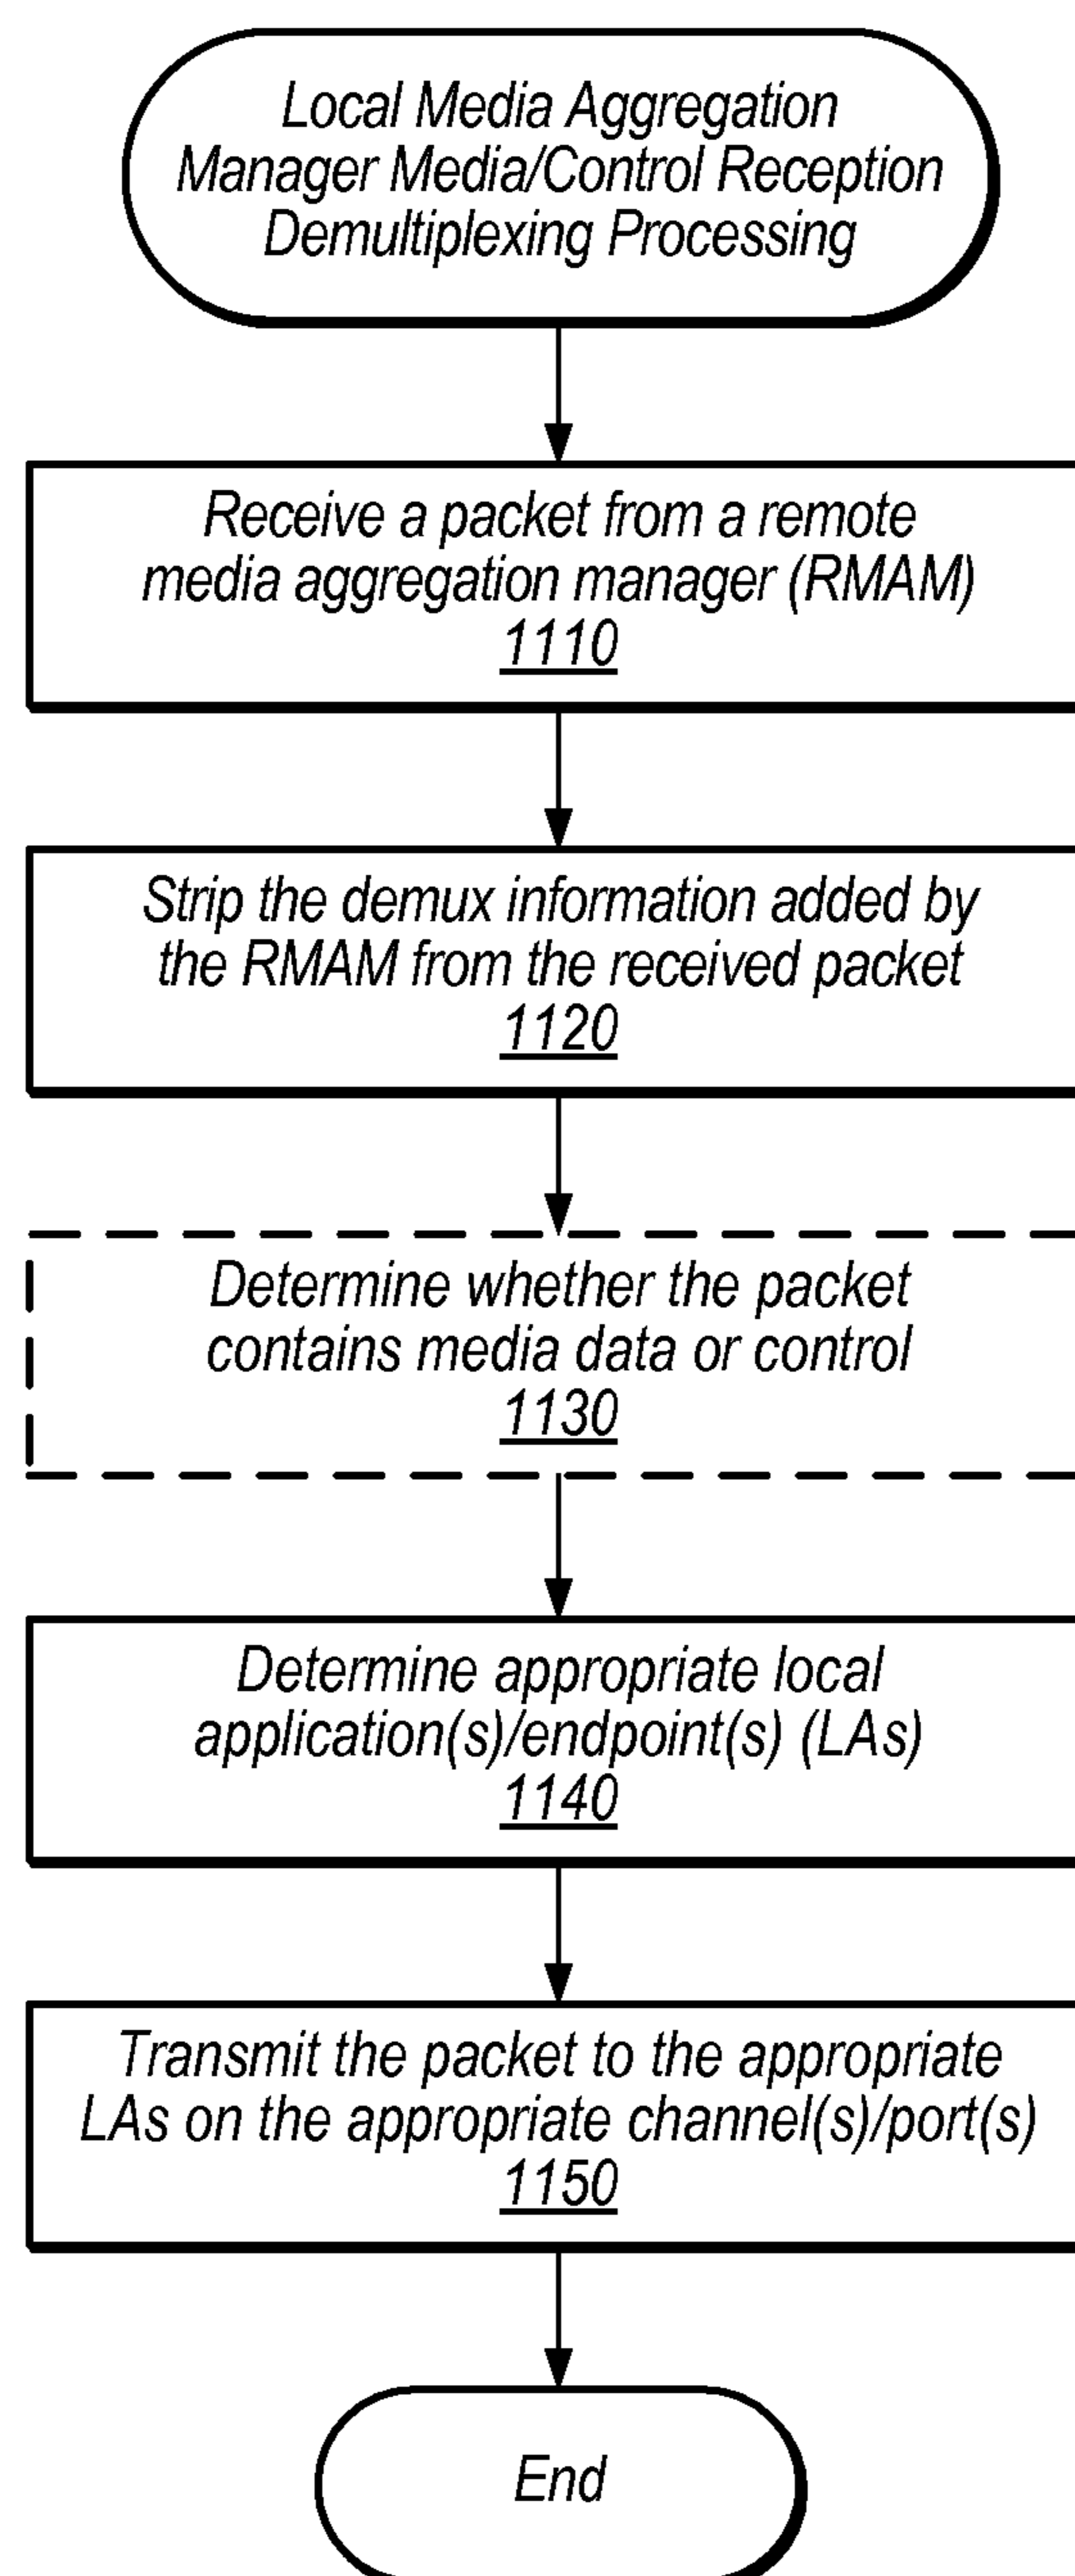 Local Media Aggregation
Manager Media/Control Reception
Demultiplexing Processing
Receive a packet from a remote
media aggregation manager (RMAM)
1110
Strip the demux information added by
the RMAM from the received packet
1120
Determine whether the packet
contains media data or control
1130
Determine appropriate local
application(s)/endpoint(s) (LAs)
1140
Transmit the packet to the appropriate
LAs on the appropriate channel(s)/port(s)
1150
End